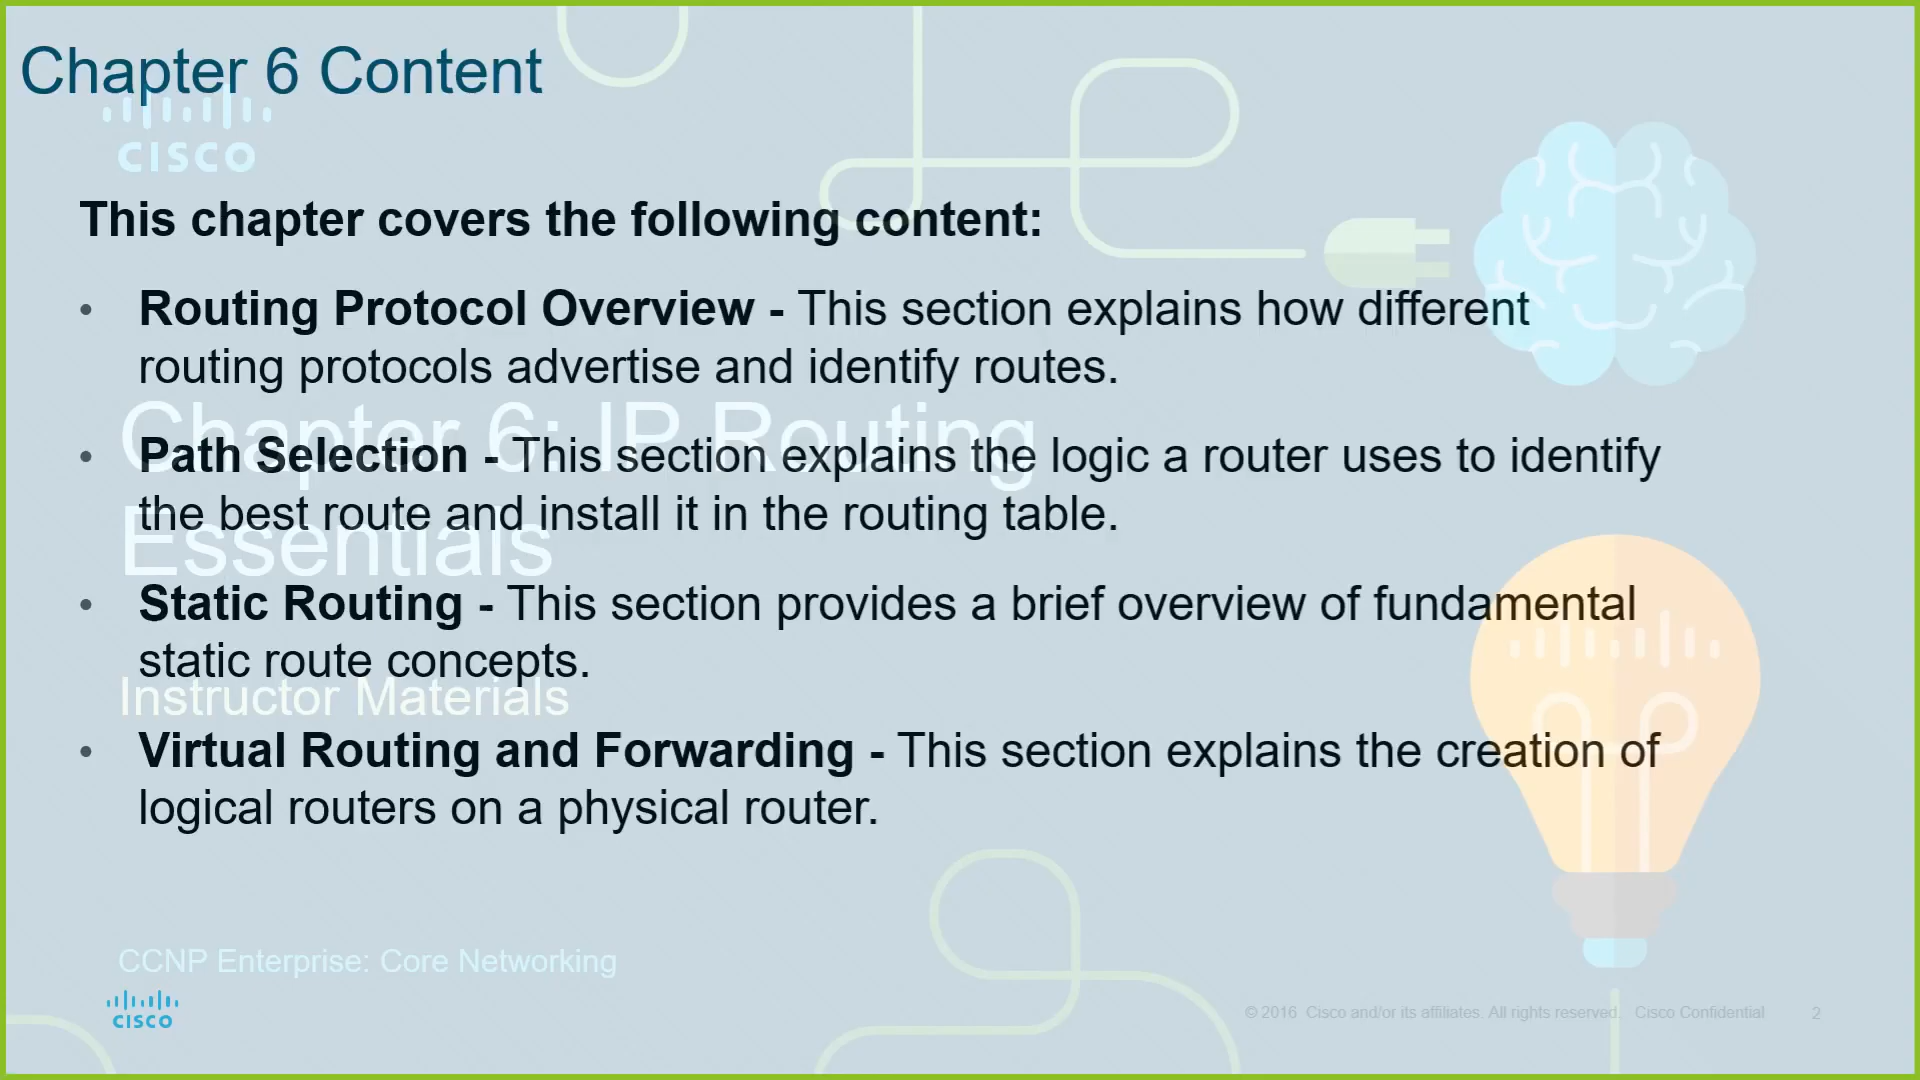 Chapter 6 Content
CISCO
This chapter covers the following content:
• Routing Protocol Overview - This section explains how different
routing protocols advertise and identify routes.
Chapter 6: IP Routing
• Path Selection - This section explains the logic a router uses to identify
the best route and install it in the routing table.
Essentials
• Static Routing - This section provides a brief overview of fundamental
static route concepts.
Instructor Materials
• Virtual Routing and Forwarding - This section explains the creation of
logical routers on a physical router.
CCNP Enterprise: Core Networking
CISCO
© 2016 Cisco and/or its affiliates. All rights reserved. Cisco Confidential 2